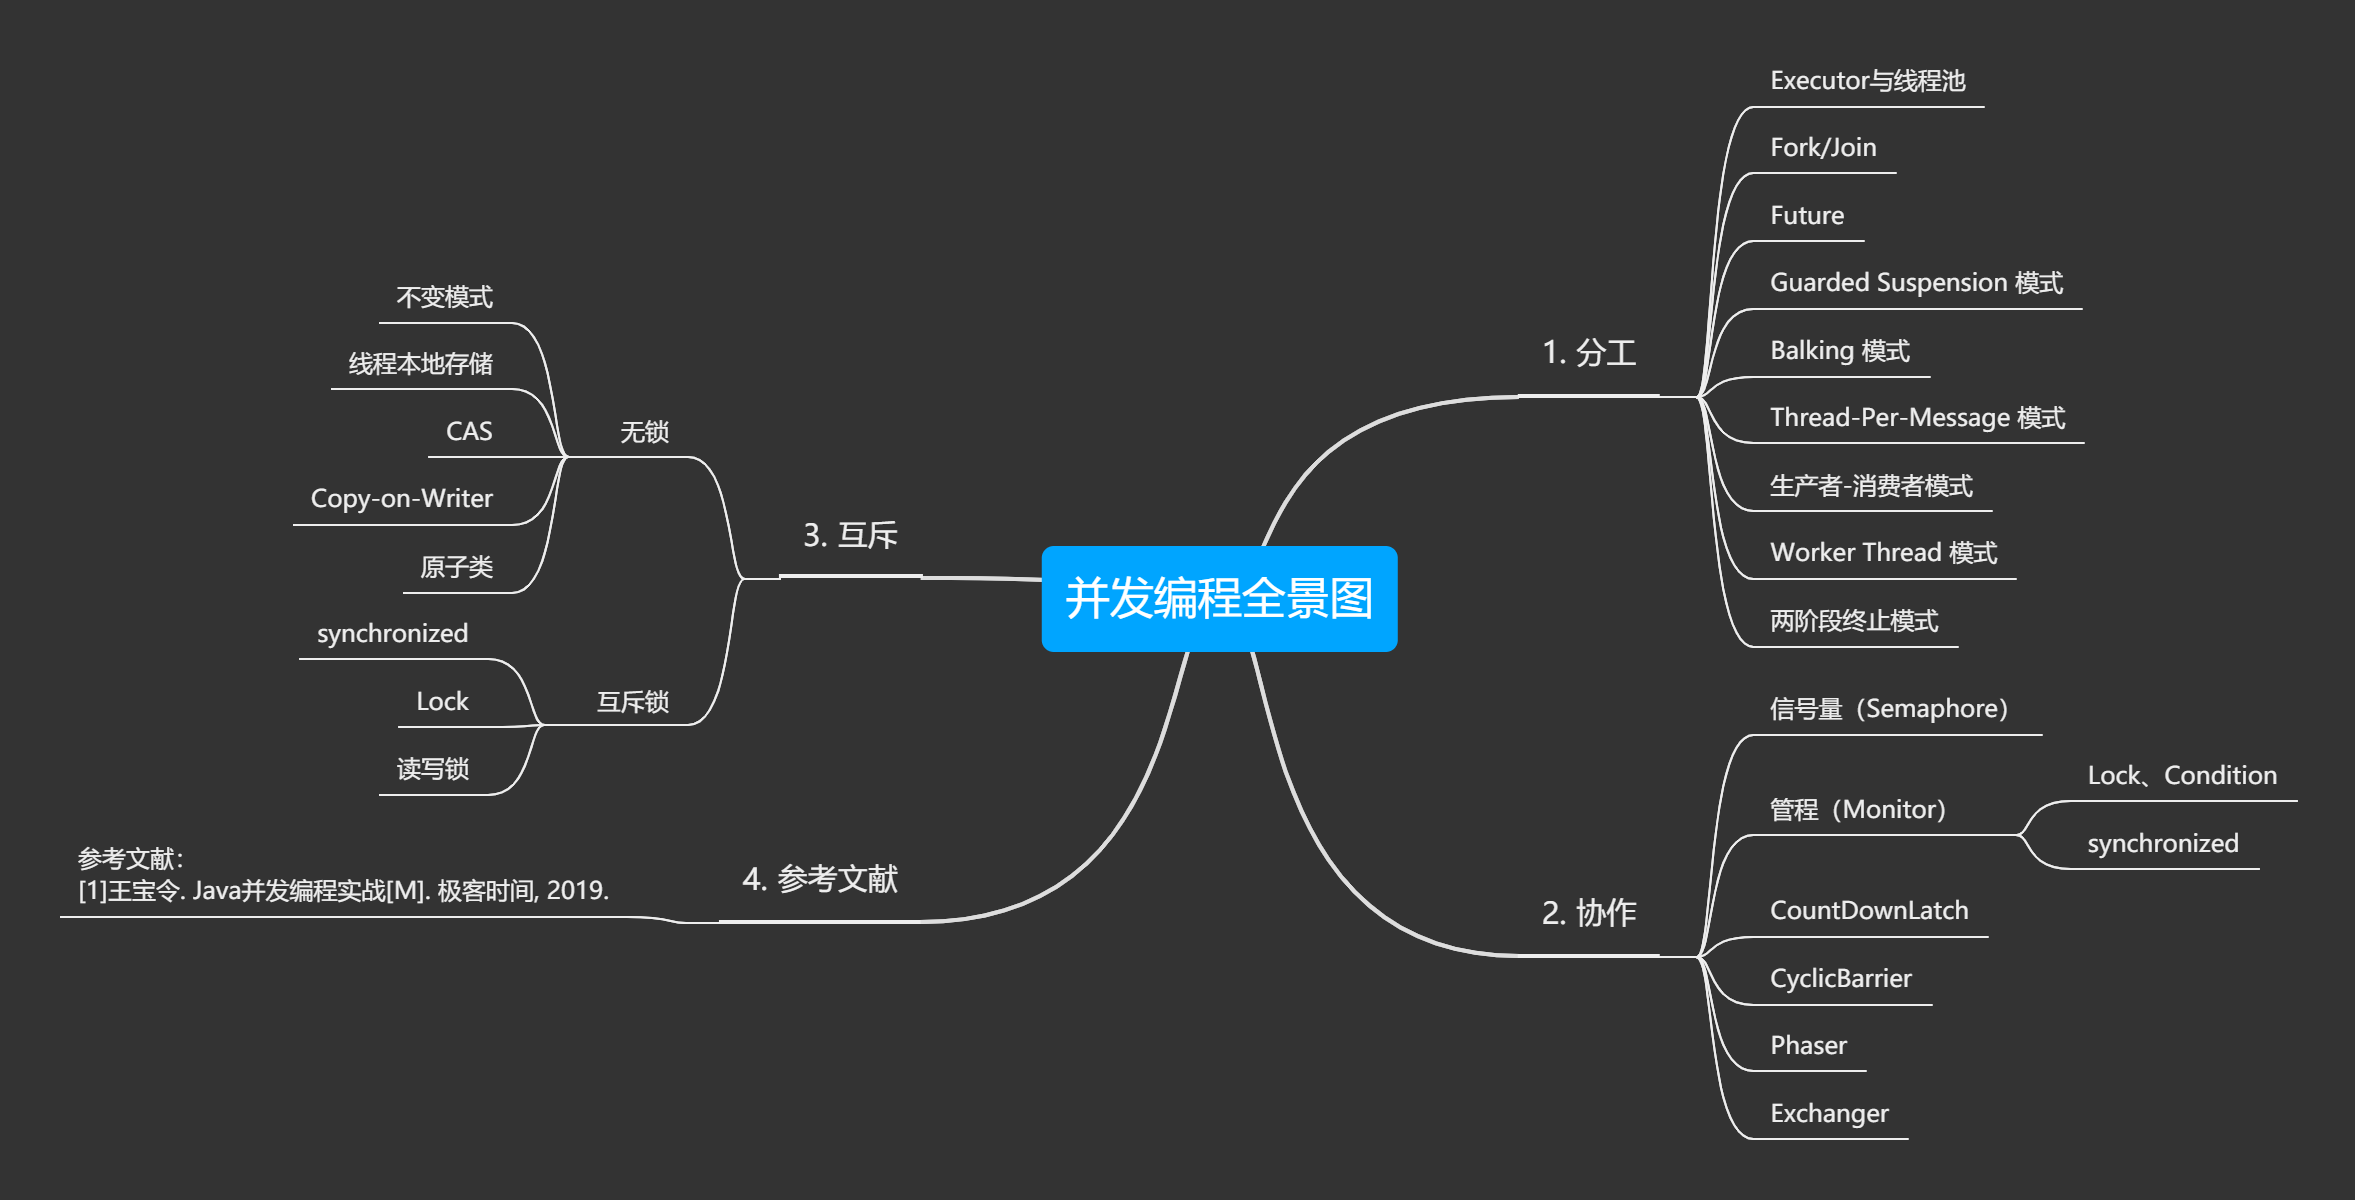 并发编程全景图
1. 分工
Executor与线程池
Fork/Join
Future
Guarded Suspension 模式
Balking 模式
Thread-Per-Message 模式
生产者-消费者模式
Worker Thread 模式
两阶段终止模式
2. 协作
信号量（Semaphore）
管程（Monitor）
Lock、Condition
synchronized
CountDownLatch
CyclicBarrier
Phaser
Exchanger
3. 互斥
无锁
不变模式
线程本地存储
CAS
Copy-on-Writer
原子类
互斥锁
synchronized
Lock
读写锁
4. 参考文献
参考文献：
[1]王宝令. Java并发编程实战[M]. 极客时间, 2019.